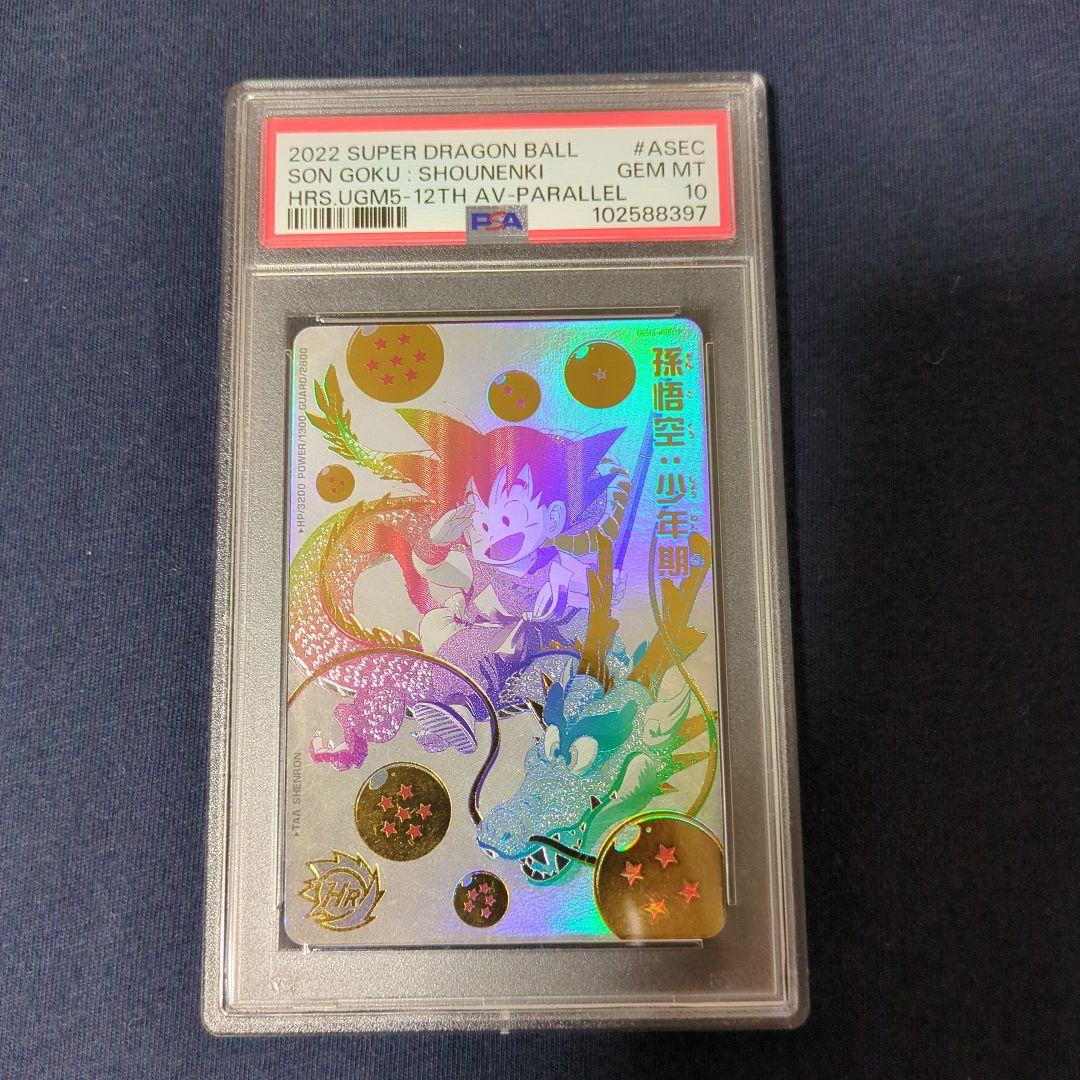 2022 SUPER DRAGON BALL #ASEC
SON GOKU : SHOUNENKI GEM MT
HRS.UGM5-12TH AV-PARALLEL 10
PSA 102588397
孫悟空:少年期
▸HP/3200 POWER/1300 GUARD/2800
▸TAA SHENRON
HR